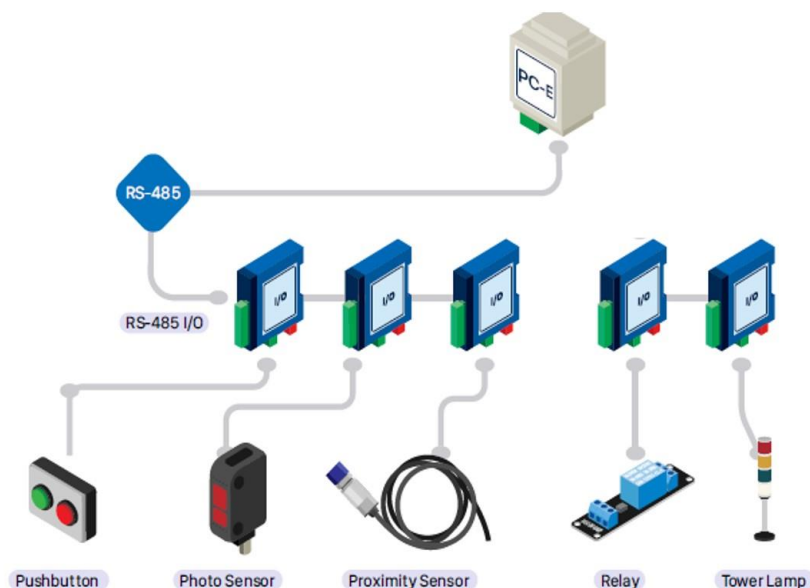 PC-E
RS-485
I/O
I/O
I/O
I/O
I/O
RS-485 I/O
Pushbutton
Photo Sensor
Proximity Sensor
Relay
Tower Lamp